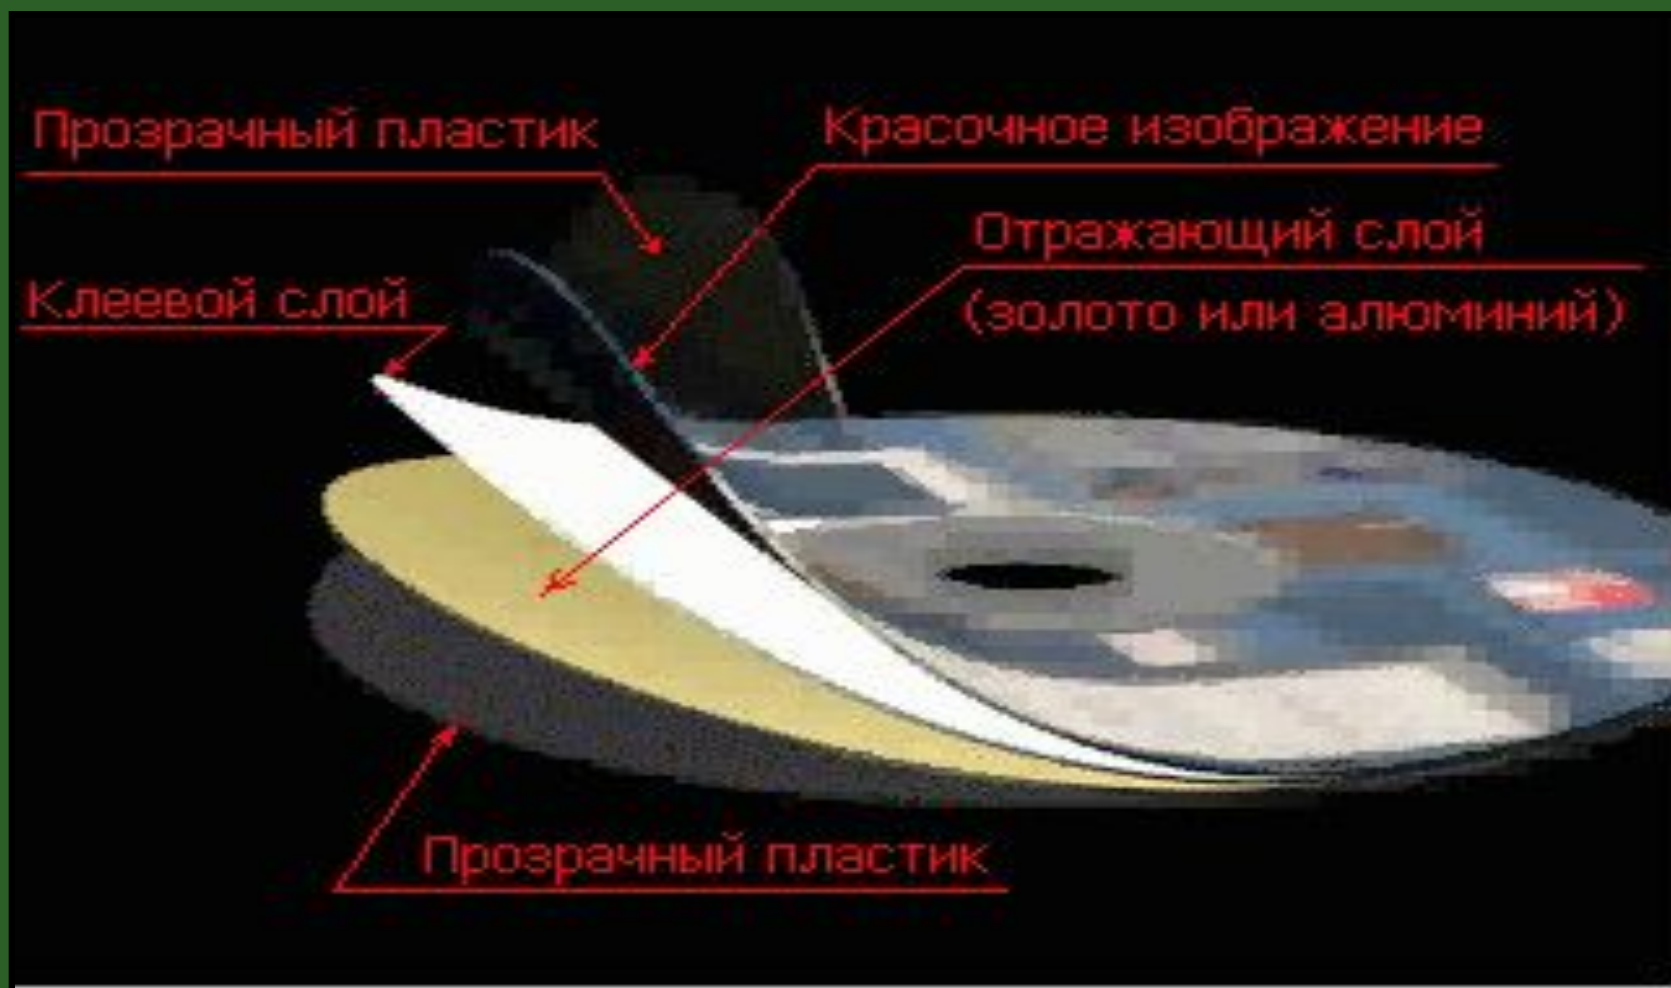 Прозрачный пластик
Красочное изображение
Отражающий слой
(золото или алюминий)
Клеевой слой
Прозрачный пластик